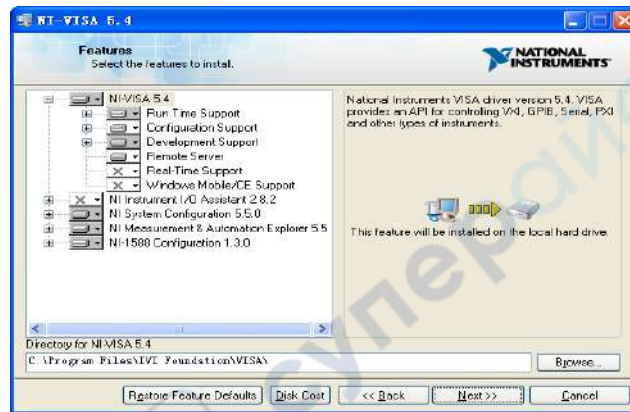 NI-VISA 5.4
Features
Select the features to install.
NATIONAL INSTRUMENTS
NI-VISA 5.4
Run Time Support
Configuration Support
Development Support
Remote Server
Real-Time Support
Windows Mobile/CE Support
NI Instrument I/O Assistant 2.8.2
NI System Configuration 5.5.0
NI Measurement & Automation Explorer 5.5
NI-1588 Configuration 1.3.0
National Instruments VISA driver version 5.4. VISA
provides an API for controlling VXI, GPIB, Serial, PXI
and other types of instruments.
This feature will be installed on the local hard drive.
Directory for NI-VISA 5.4
C:\Program Files\IVI Foundation\VISA\
Browse...
Restore Feature Defaults
Disk Cost
<< Back
Next >>
Cancel